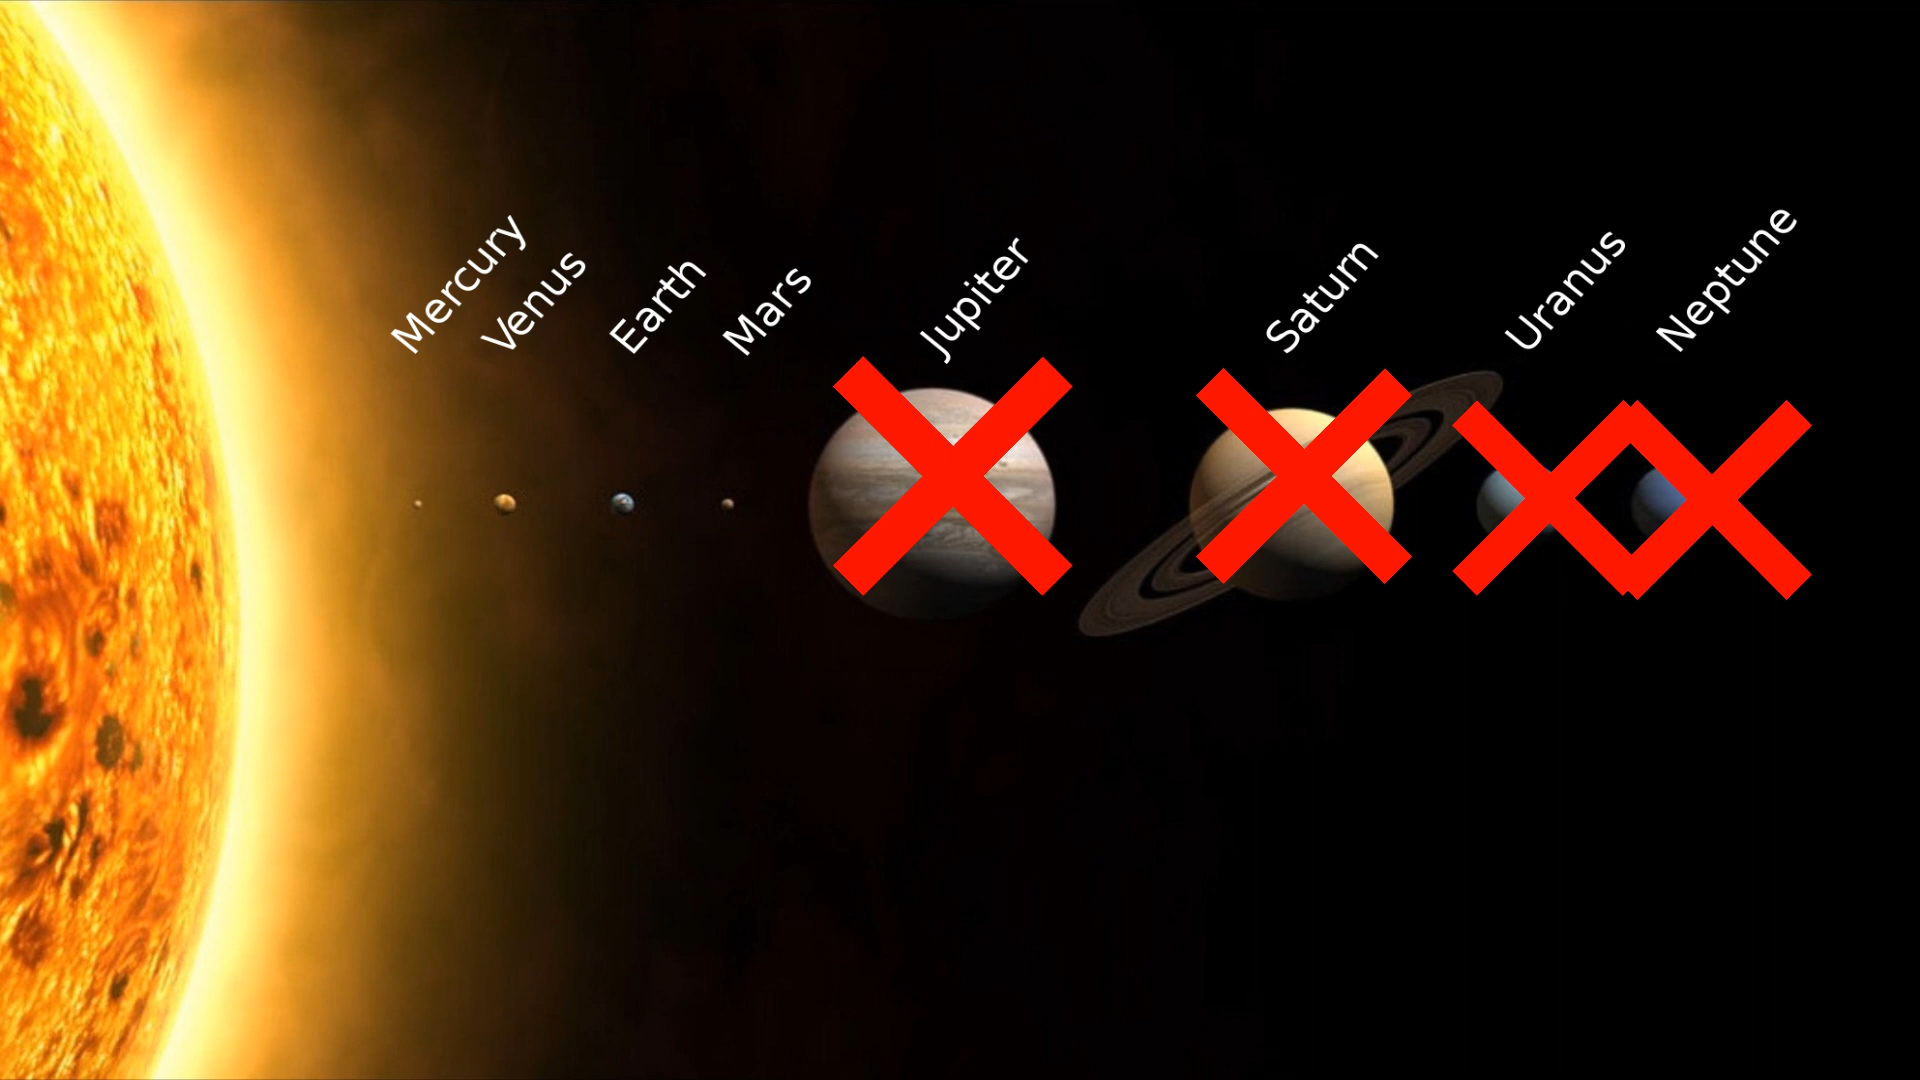 Mercury
Venus
Earth
Mars
Jupiter
Saturn
Uranus
Neptune